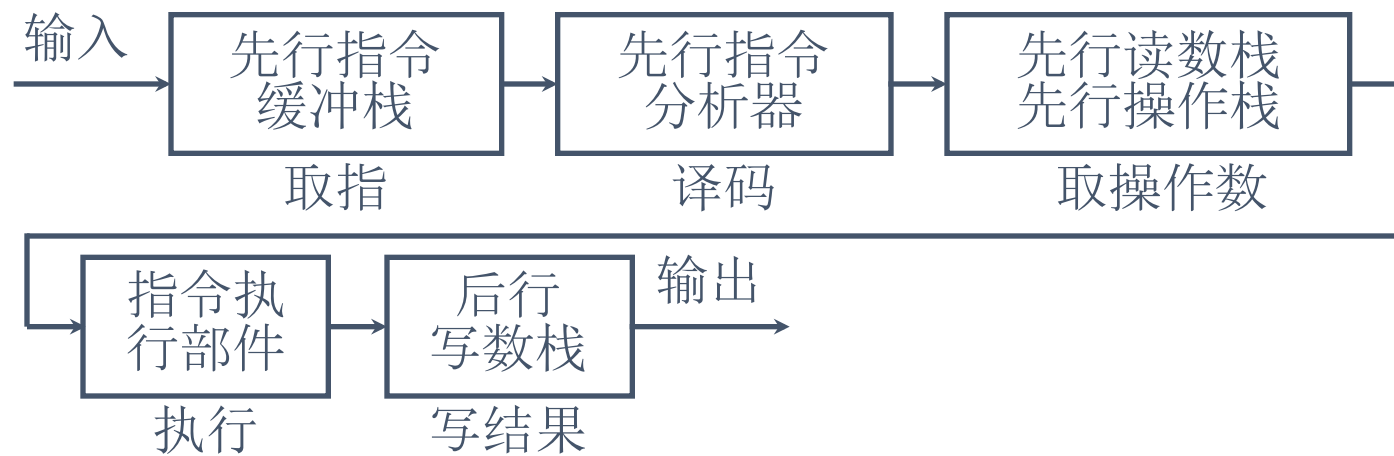 输入
先行指令
缓冲栈
取指
先行指令
分析器
译码
先行读数栈
先行操作栈
取操作数
指令执
行部件
执行
后行
写数栈
写结果
输出